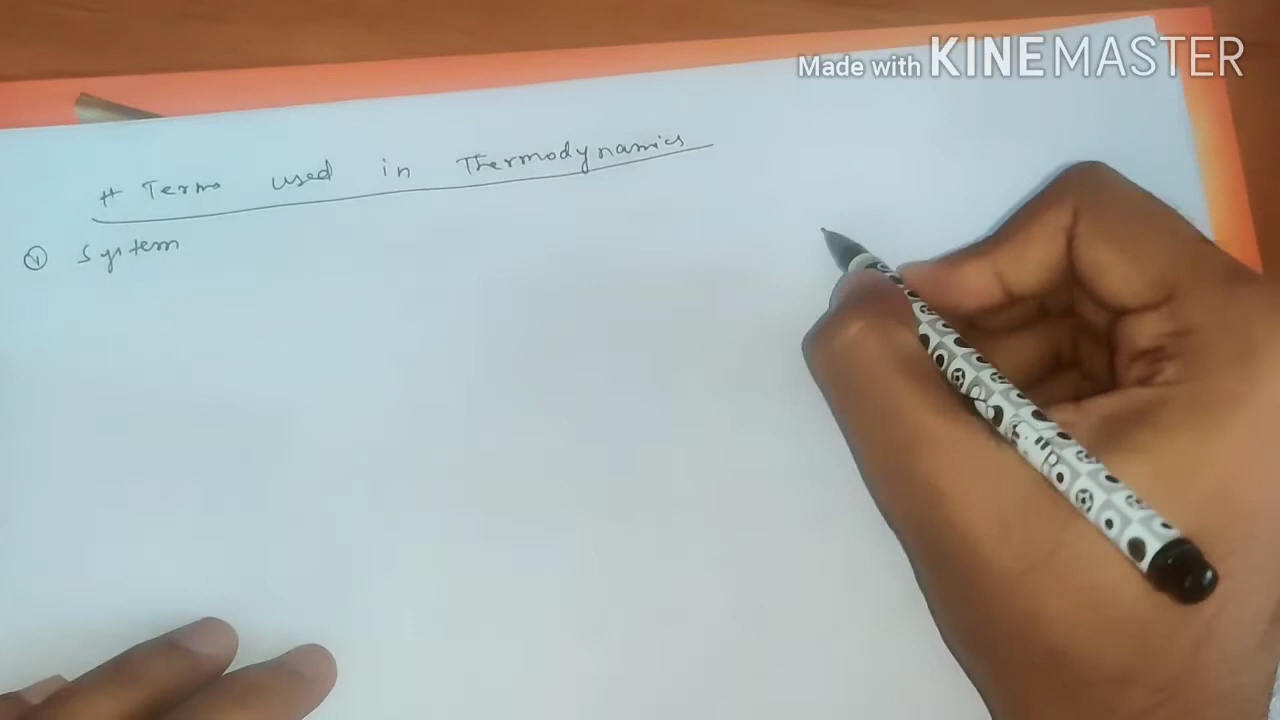 Made with KINEMASTER
# Terms used in Thermodynamics
① System